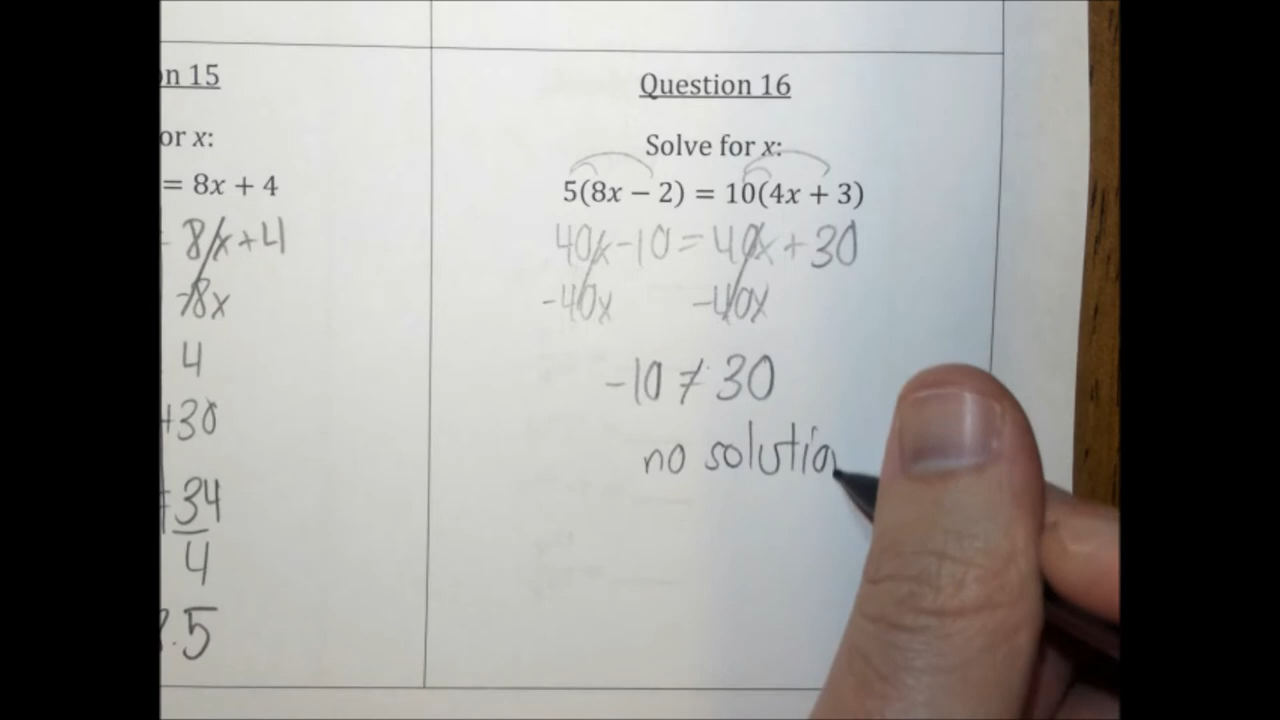 n 15
or x:
= 8x + 4
8x+4
-8x
4
+30
34
4
.5
Question 16
Solve for x:
5(8x − 2) = 10(4x + 3)
40x-10=40x+30
-40x -40x
-10≠30
no solutio